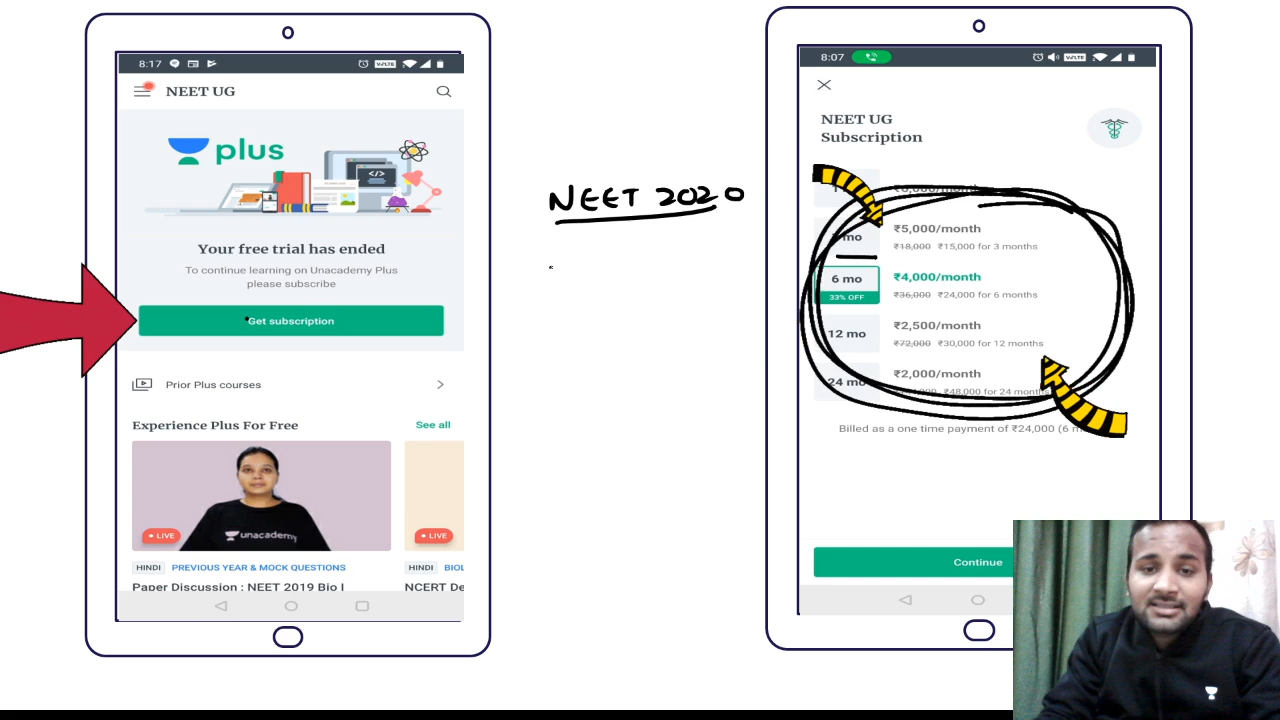 8:17
VoLTE
NEET UG
plus
</>
Your free trial has ended
To continue learning on Unacademy Plus
please subscribe
Get subscription
Prior Plus courses
Experience Plus For Free
See all
LIVE
unacademy
LIVE
HINDI PREVIOUS YEAR & MOCK QUESTIONS
HINDI BIOL
Paper Discussion : NEET 2019 Bio I
NCERT De
NEET 2020
8:07
VoLTE
NEET UG
Subscription
₹5,000/month
mo
₹18,000 ₹15,000 for 3 months
6 mo
₹4,000/month
33% OFF
₹36,000 ₹24,000 for 6 months
12 mo
₹2,500/month
₹72,000 ₹30,000 for 12 months
24 mo
₹2,000/month
₹48,000 for 24 months
Billed as a one time payment of ₹24,000 (6 m
Continue